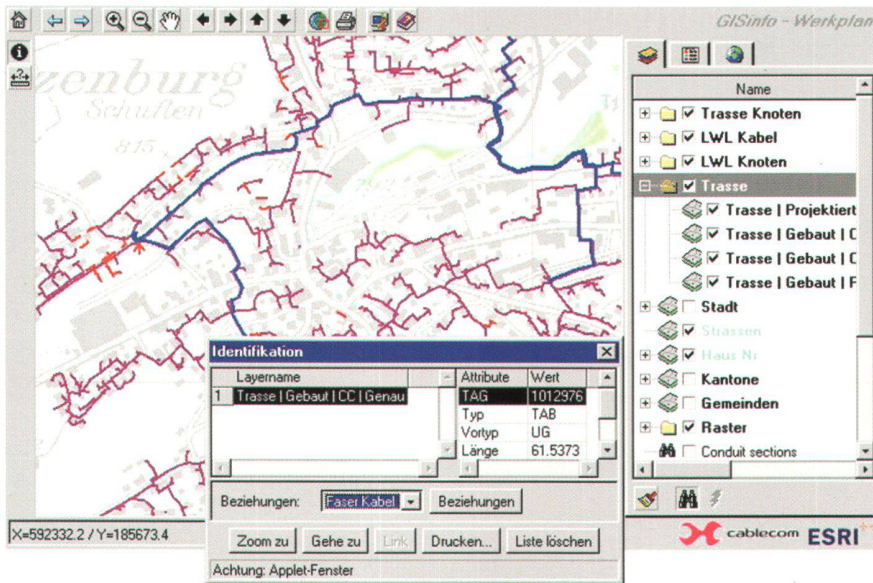 GISinfo - Werkplan
zenburg
Schuften
815
Name
Trasse Knoten
LWL Kabel
LWL Knoten
Trasse
Trasse | Projektiert
Trasse | Gebaut | C
Trasse | Gebaut | C
Trasse | Gebaut | F
Stadt
Strassen
Haus Nr
Kantone
Gemeinden
Raster
Conduit sections
Identifikation
Layername
Attribute Wert
1 Trasse | Gebaut | CC | Genau
TAG 1012976
Typ TAB
Vortyp UG
Länge 61.5373
Beziehungen: Faser Kabel Beziehungen
Zoom zu Gehe zu Link Drucken... Liste löschen
Achtung: Applet-Fenster
X=592332.2 / Y=185673.4
cablecom ESRI